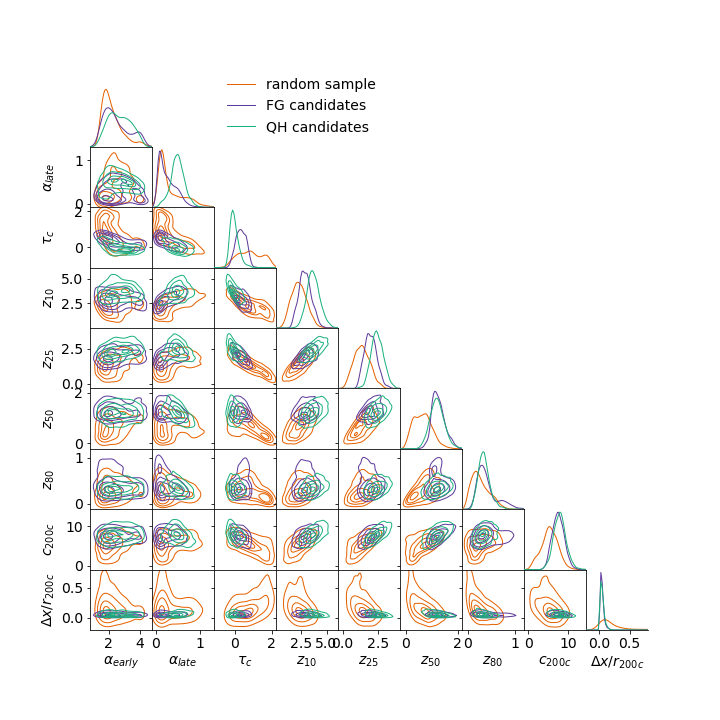 random sample
FG candidates
QH candidates
1
α_late
0
2
τ_c
0
5.0
z_10
2.5
2.5
z_25
0.0
2
z_50
0
1
z_80
0
10
c_200c
0
0.5
Δx/r_200c
0.0
2 4 0 1 0 2 2.5 5.0 0.0 2.5 0 2 0 1 0 10 0.0 0.5
α_early α_late τ_c z_10 z_25 z_50 z_80 c_200c Δx/r_200c